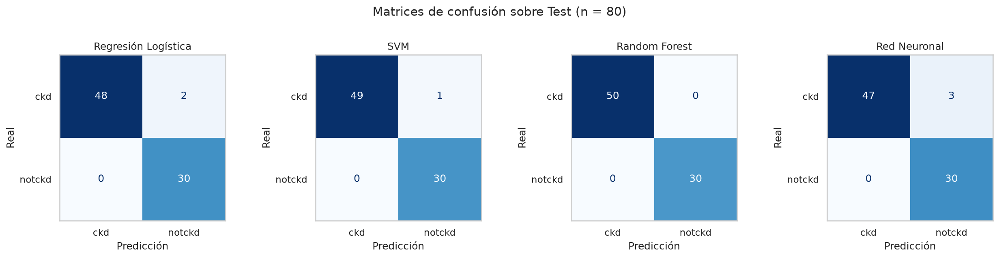 Matrices de confusión sobre Test (n = 80)
Regresión Logística
Real
ckd
48
2
notckd
0
30
ckd
notckd
Predicción
SVM
Real
ckd
49
1
notckd
0
30
ckd
notckd
Predicción
Random Forest
Real
ckd
50
0
notckd
0
30
ckd
notckd
Predicción
Red Neuronal
Real
ckd
47
3
notckd
0
30
ckd
notckd
Predicción